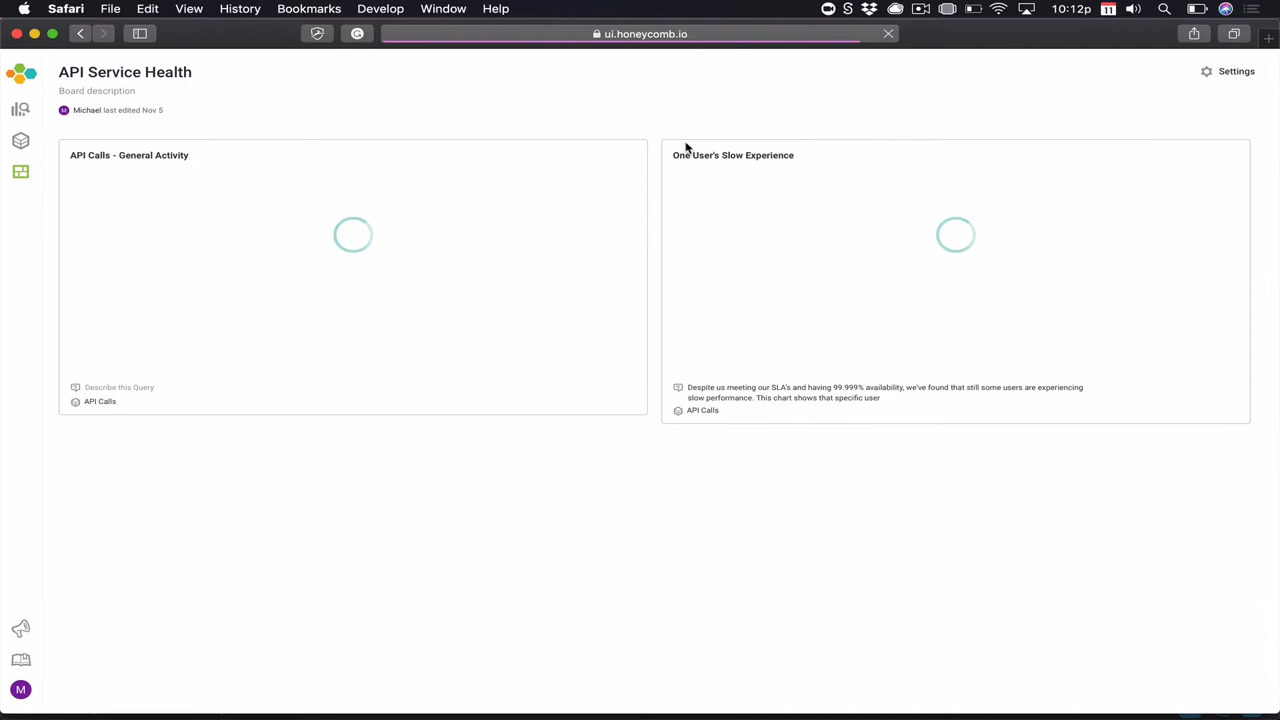 Safari File Edit View History Bookmarks Develop Window Help
S
10:12p
11
ui.honeycomb.io
API Service Health
Settings
Board description
M Michael last edited Nov 5
API Calls - General Activity
One User's Slow Experience
Describe this Query
API Calls
Despite us meeting our SLA's and having 99.999% availability, we've found that still some users are experiencing
slow performance. This chart shows that specific user
API Calls
M